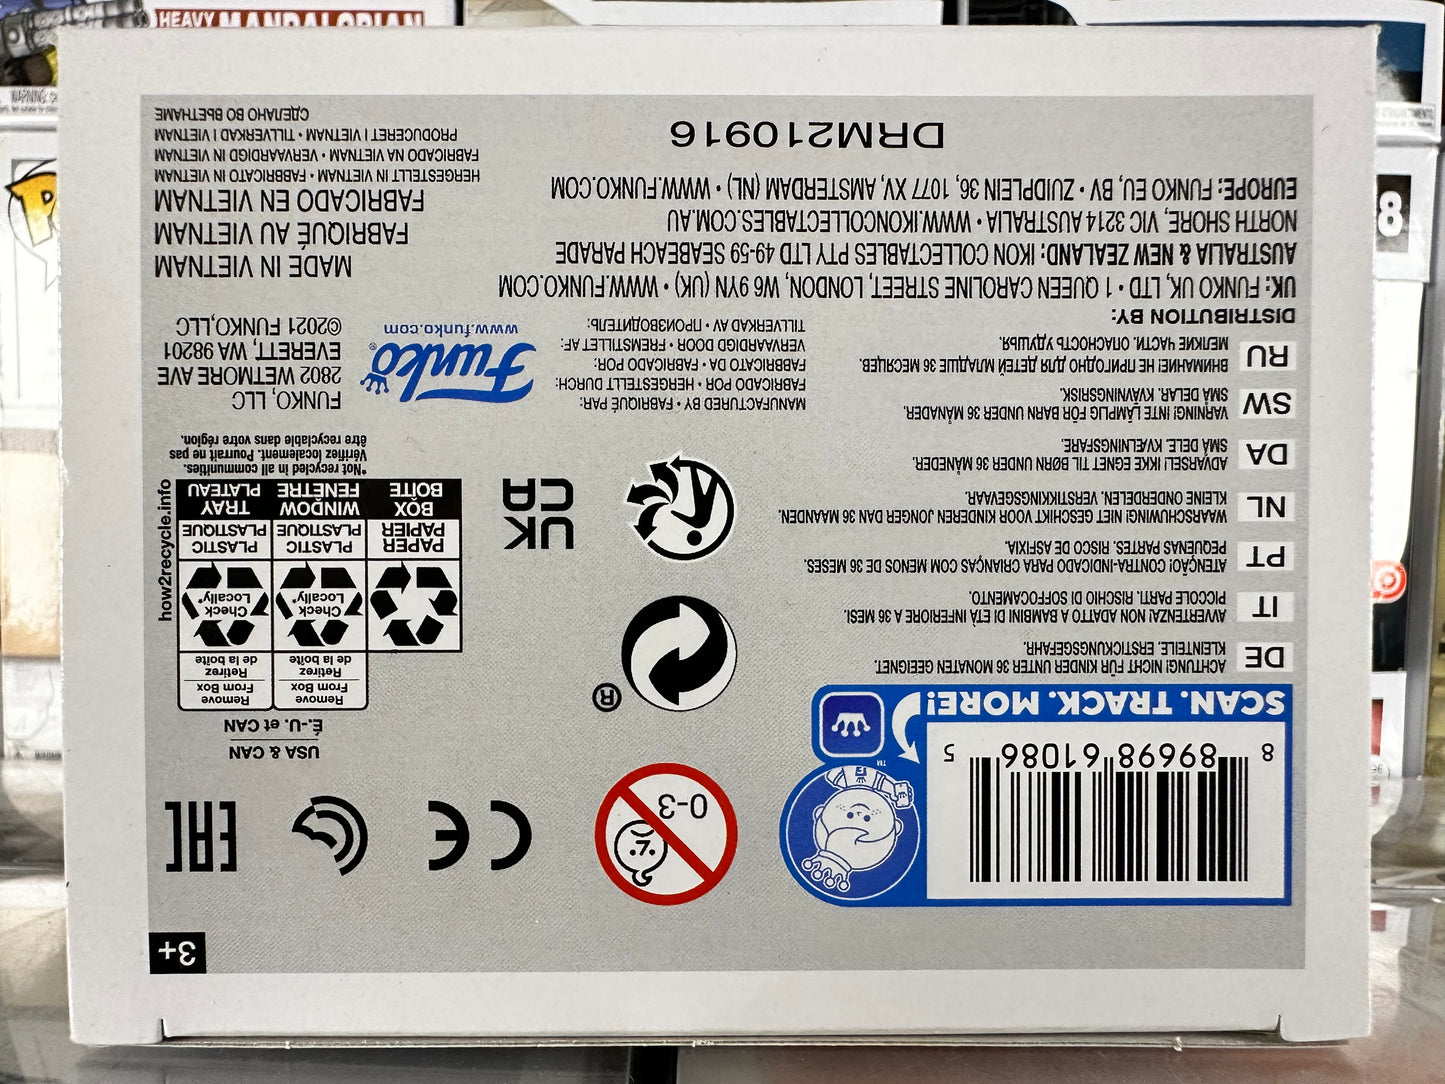 HEAVY MANDALORIAN
WARNING:
8
3+
8 89698 61086 5
SCAN. TRACK. MORE!
TM
0-3
CE
EAC
USA & CAN
É.-U. et CAN
Remove
From Box
Retirez
de la boîte
Remove
From Box
Retirez
de la boîte
Check
Locally*
Check
Locally*
PAPER
PAPIER
BOX
BOÎTE
PLASTIC
PLASTIQUE
WINDOW
FENÊTRE
PLASTIC
PLASTIQUE
TRAY
PLATEAU
how2recycle.info
*Not recycled in all communities.
Vérifiez localement. Pourrait ne pas
être recyclable dans votre région.
®
UK
CA
DE
ACHTUNG! NICHT FÜR KINDER UNTER 36 MONATEN GEEIGNET.
KLEINTEILE. ERSTICKUNGSGEFAHR.
IT
AVVERTENZA! NON ADATTO A BAMBINI DI ETÀ INFERIORE A 36 MESI.
PICCOLE PARTI. RISCHIO DI SOFFOCAMENTO.
PT
ATENÇÃO! CONTRA-INDICADO PARA CRIANÇAS COM MENOS DE 36 MESES.
PEQUENAS PARTES. RISCO DE ASFIXIA.
NL
WAARSCHUWING! NIET GESCHIKT VOOR KINDEREN JONGER DAN 36 MAANDEN.
KLEINE ONDERDELEN. VERSTIKKINGSGEVAAR.
DA
ADVARSEL! IKKE EGNET TIL BØRN UNDER 36 MÅNEDER.
SMÅ DELE. KVELNINGSFARE.
SW
VARNING! INTE LÄMPLIG FÖR BARN UNDER 36 MÅNADER.
SMÅ DELAR. KVÄVNINGSRISK.
RU
ВНИМАНИЕ! НЕ ПРИГОДНО ДЛЯ ДЕТЕЙ МЛАДШЕ 36 МЕСЯЦЕВ.
МЕЛКИЕ ЧАСТИ. ОПАСНОСТЬ УДУШЬЯ.
MANUFACTURED BY • FABRIQUÉ PAR:
FABRICADO POR • HERGESTELLT DURCH:
FABBRICATO DA • FABRICADO POR:
VERVAARDIGD DOOR • FREMSTILLET AF:
TILLVERKAD AV • ПРОИЗВОДИТЕЛЬ:
Funko®
www.funko.com
FUNKO, LLC
2802 WETMORE AVE
EVERETT, WA 98201
©2021 FUNKO,LLC
DISTRIBUTION BY:
UK: FUNKO UK, LTD • 1 QUEEN CAROLINE STREET, LONDON, W6 9YN (UK) • WWW.FUNKO.COM
AUSTRALIA & NEW ZEALAND: IKON COLLECTABLES PTY LTD 49-59 SEABEACH PARADE
NORTH SHORE, VIC 3214 AUSTRALIA • WWW.IKONCOLLECTABLES.COM.AU
EUROPE: FUNKO EU, BV • ZUIDPLEIN 36, 1077 XV, AMSTERDAM (NL) • WWW.FUNKO.COM
MADE IN VIETNAM
FABRIQUÉ AU VIETNAM
FABRICADO EN VIETNAM
HERGESTELLT IN VIETNAM • FABBRICATO IN VIETNAM
FABRICADO NA VIETNAM • VERVAARDIGD IN VIETNAM
PRODUCERET I VIETNAM • TILLVERKAD I VIETNAM
СДЕЛАНО ВО ВЬЕТНАМЕ
DRM210916